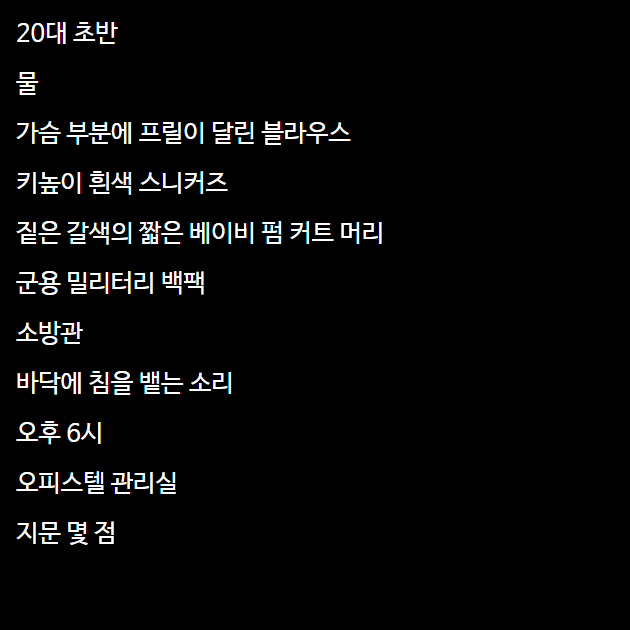 20대 초반
물
가슴 부분에 프릴이 달린 블라우스
키높이 흰색 스니커즈
짙은 갈색의 짧은 베이비 펌 커트 머리
군용 밀리터리 백팩
소방관
바닥에 침을 뱉는 소리
오후 6시
오피스텔 관리실
지문 몇 점